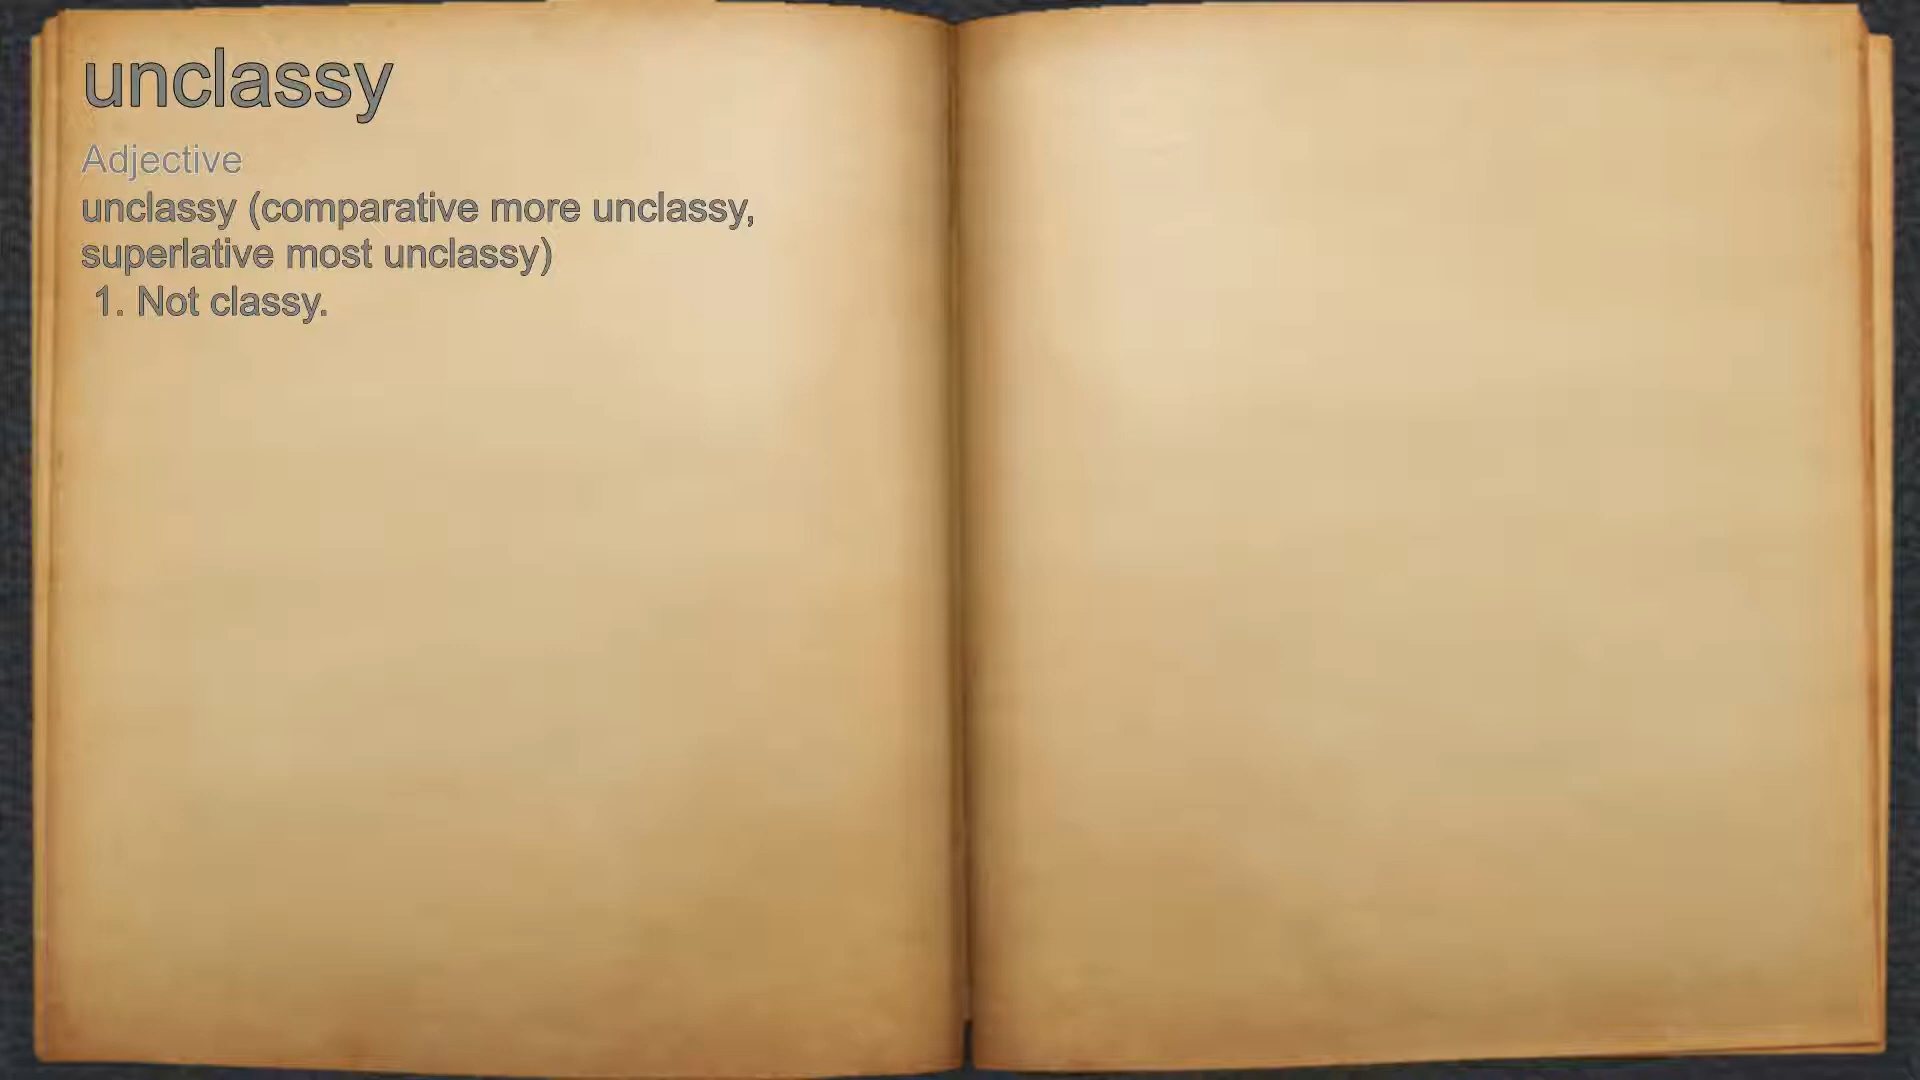 unclassy
Adjective
unclassy (comparative more unclassy,
superlative most unclassy)
1. Not classy.